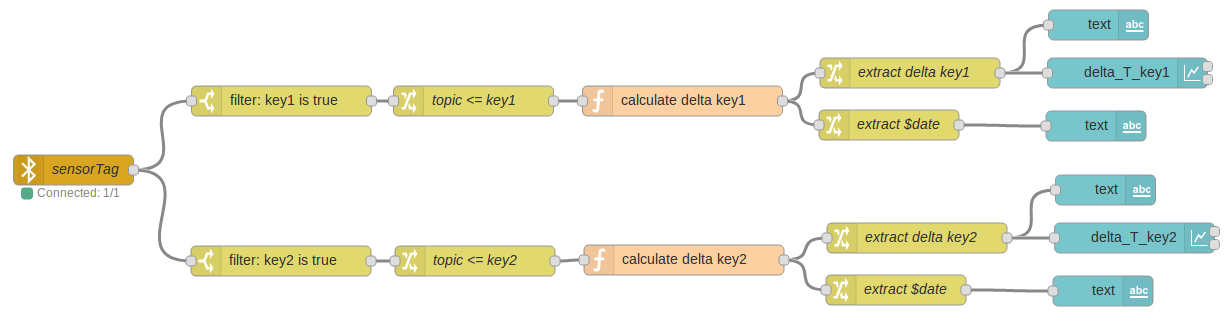 text abc
extract delta key1
delta_T_key1
filter: key1 is true
topic <= key1
calculate delta key1
extract $date
text abc
sensorTag
Connected: 1/1
text abc
extract delta key2
delta_T_key2
filter: key2 is true
topic <= key2
calculate delta key2
extract $date
text abc